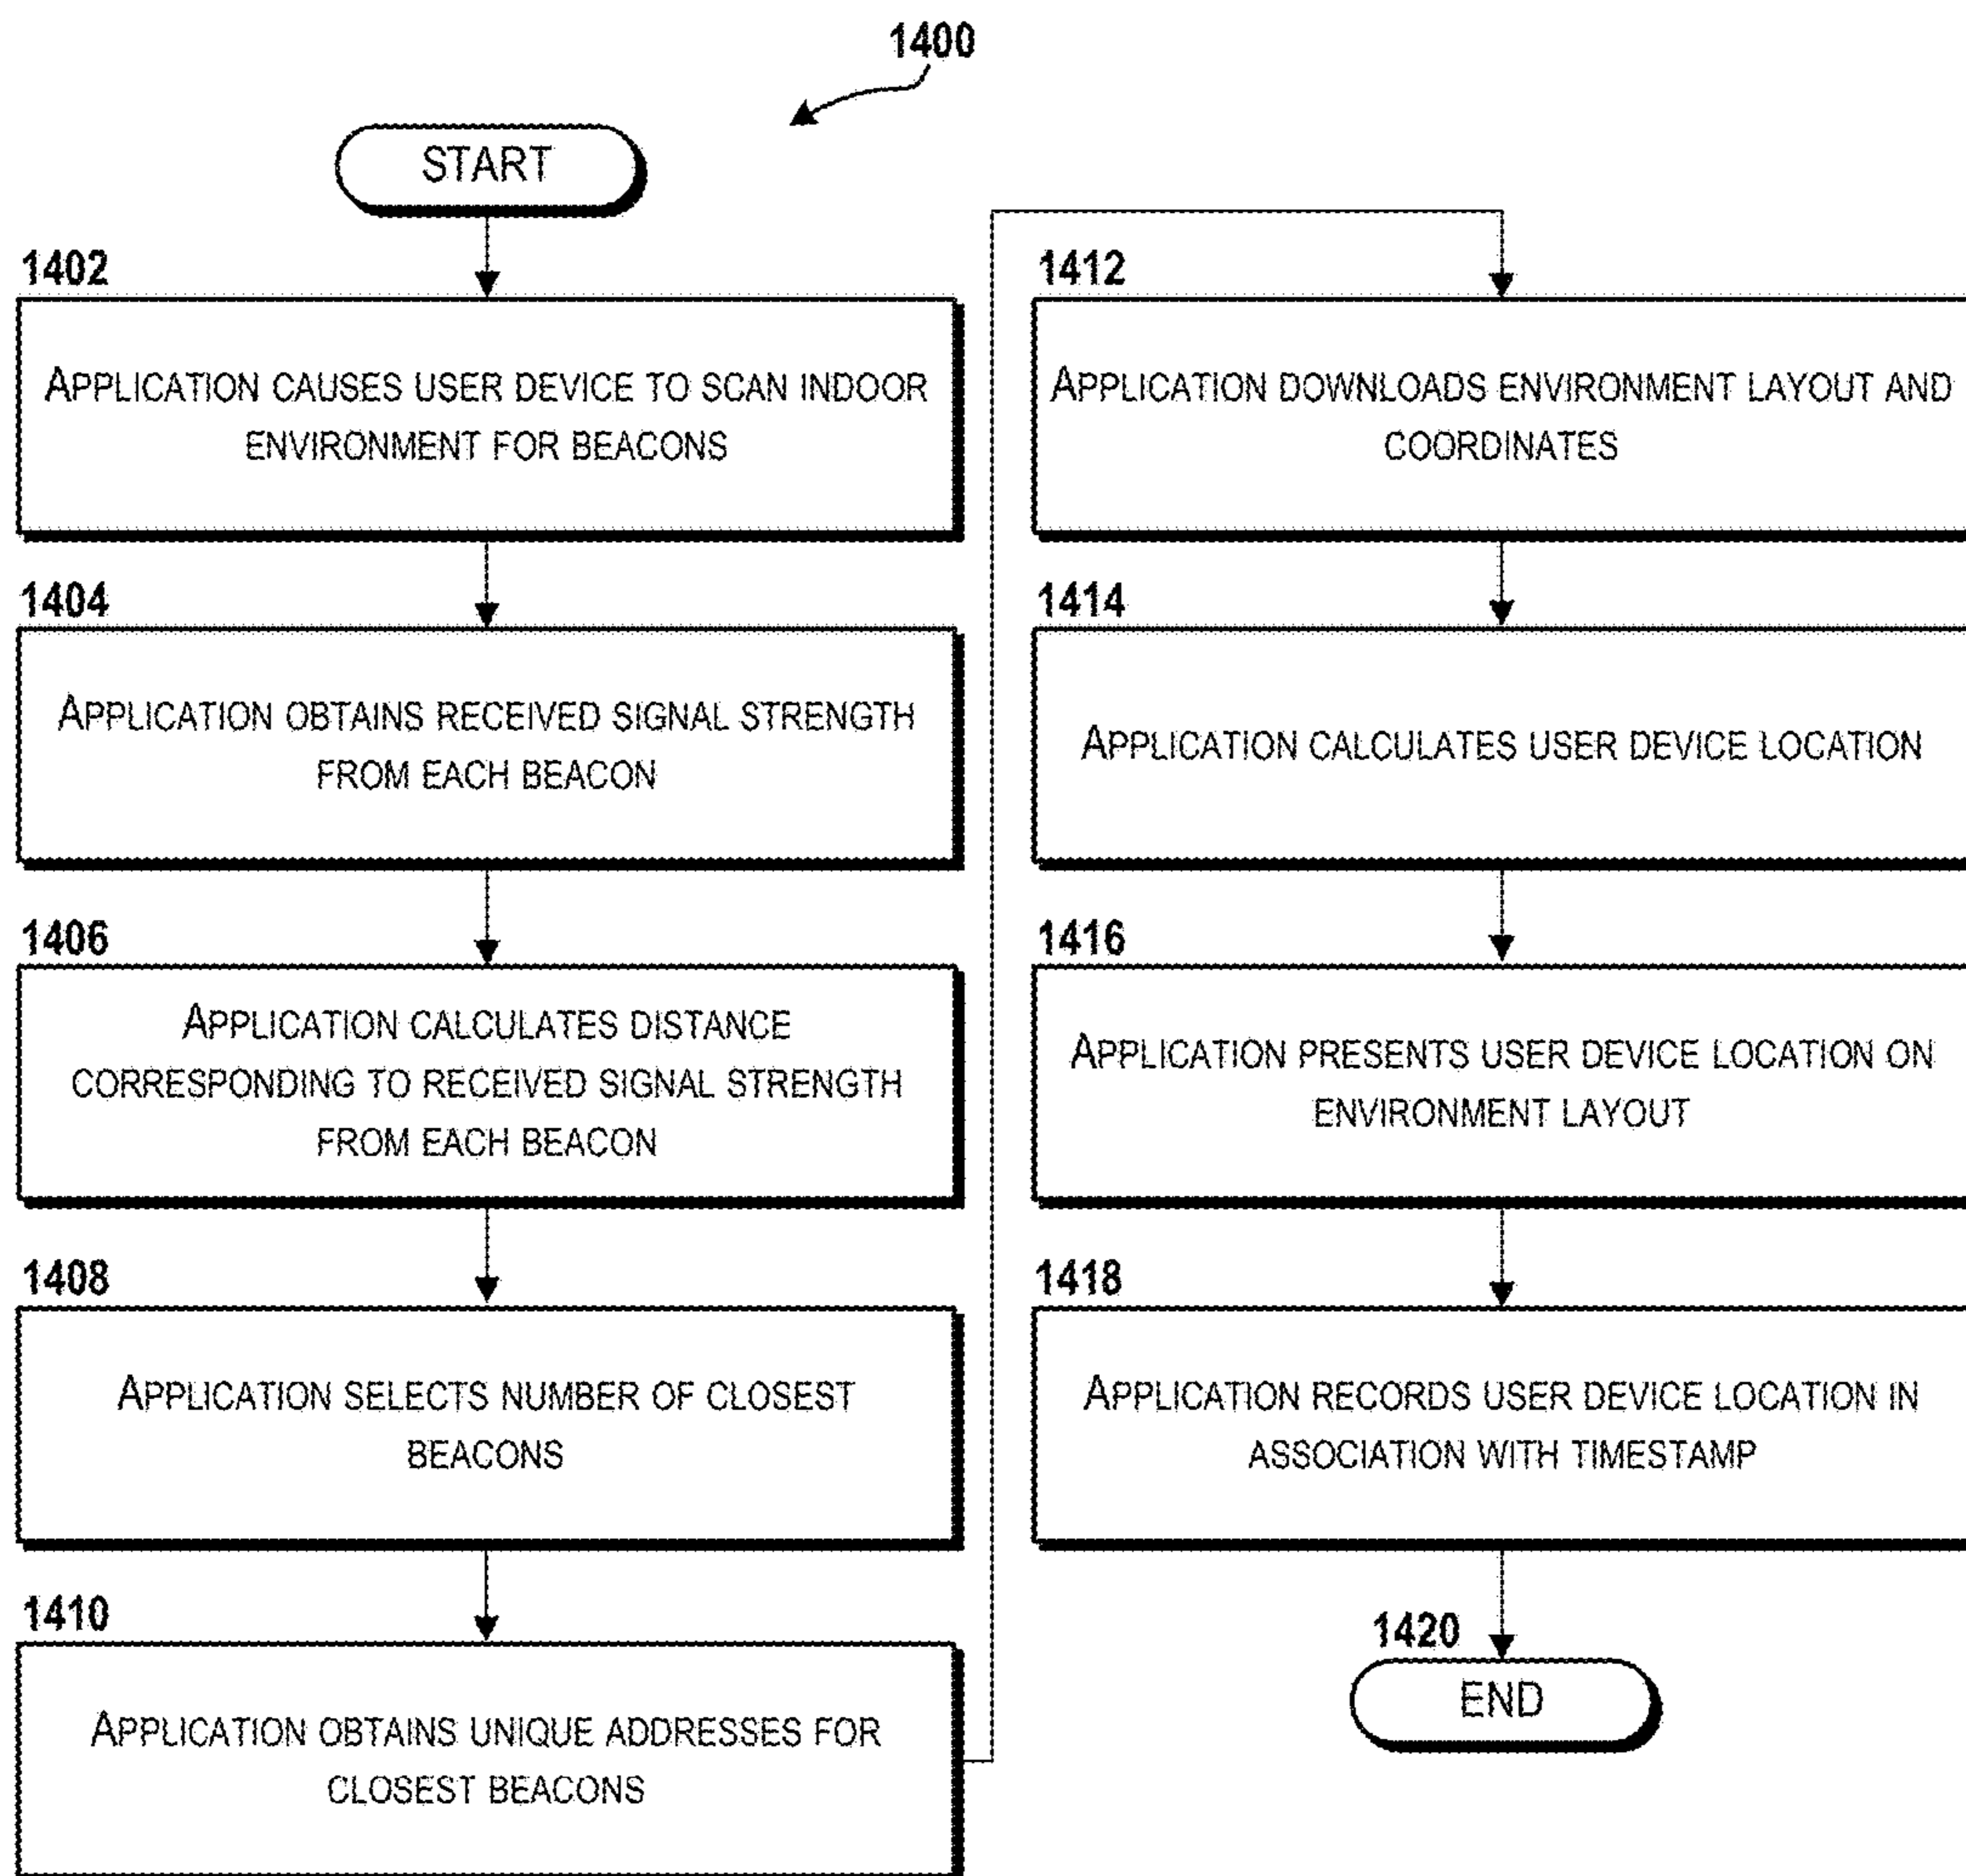 1400
START
1402
APPLICATION CAUSES USER DEVICE TO SCAN INDOOR
ENVIRONMENT FOR BEACONS
1404
APPLICATION OBTAINS RECEIVED SIGNAL STRENGTH
FROM EACH BEACON
1406
APPLICATION CALCULATES DISTANCE
CORRESPONDING TO RECEIVED SIGNAL STRENGTH
FROM EACH BEACON
1408
APPLICATION SELECTS NUMBER OF CLOSEST
BEACONS
1410
APPLICATION OBTAINS UNIQUE ADDRESSES FOR
CLOSEST BEACONS
1412
APPLICATION DOWNLOADS ENVIRONMENT LAYOUT AND
COORDINATES
1414
APPLICATION CALCULATES USER DEVICE LOCATION
1416
APPLICATION PRESENTS USER DEVICE LOCATION ON
ENVIRONMENT LAYOUT
1418
APPLICATION RECORDS USER DEVICE LOCATION IN
ASSOCIATION WITH TIMESTAMP
1420
END